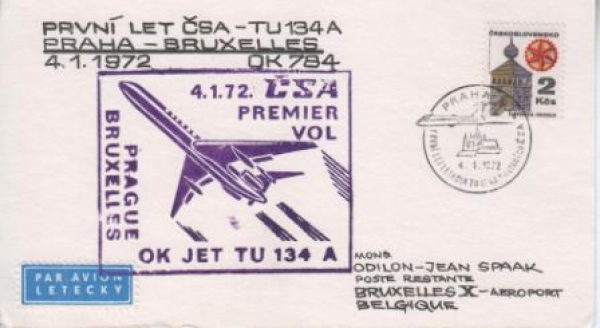 PRVNÍ LET ČSA - TU 134 A
PRAHA - BRUXELLES
4.1.1972 OK 784
ČESKOSLOVENSKO
2
Kčs
4.1.72. ČSA
PREMIER
VOL
PRAGUE
BRUXELLES
OK JET TU 134 A
PRAHA
4.1.1972
PAR AVION
LETECKY
MONS
ODILON-JEAN SPAAK
POSTE RESTANTE
BRUXELLES X - AEROPORT
BELGIQUE